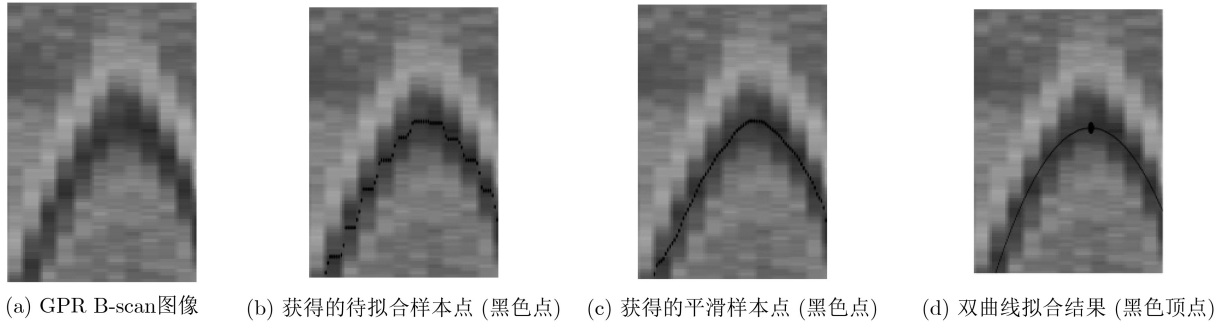 (a) GPR B-scan图像
(b) 获得的待拟合样本点 (黑色点)
(c) 获得的平滑样本点 (黑色点)
(d) 双曲线拟合结果 (黑色顶点)